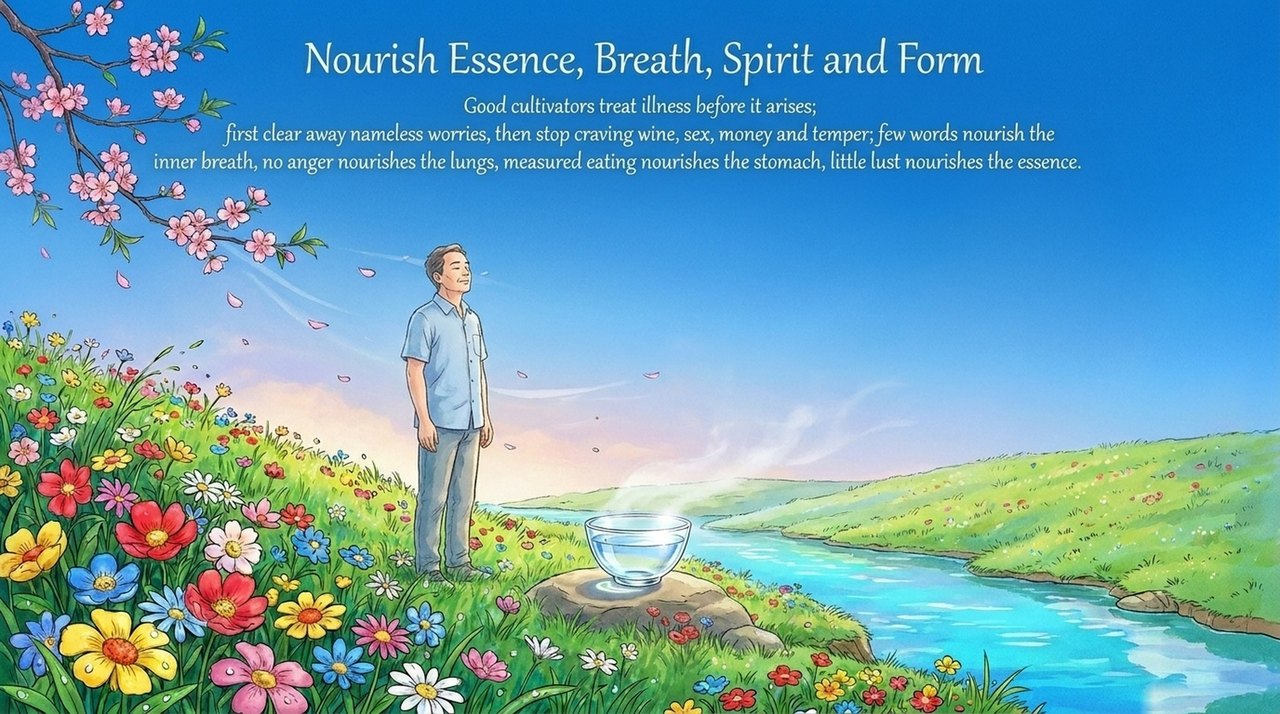 Nourish Essence, Breath, Spirit and Form
Good cultivators treat illness before it arises;
first clear away nameless worries, then stop craving wine, sex, money and temper; few words nourish the
inner breath, no anger nourishes the lungs, measured eating nourishes the stomach, little lust nourishes the essence.